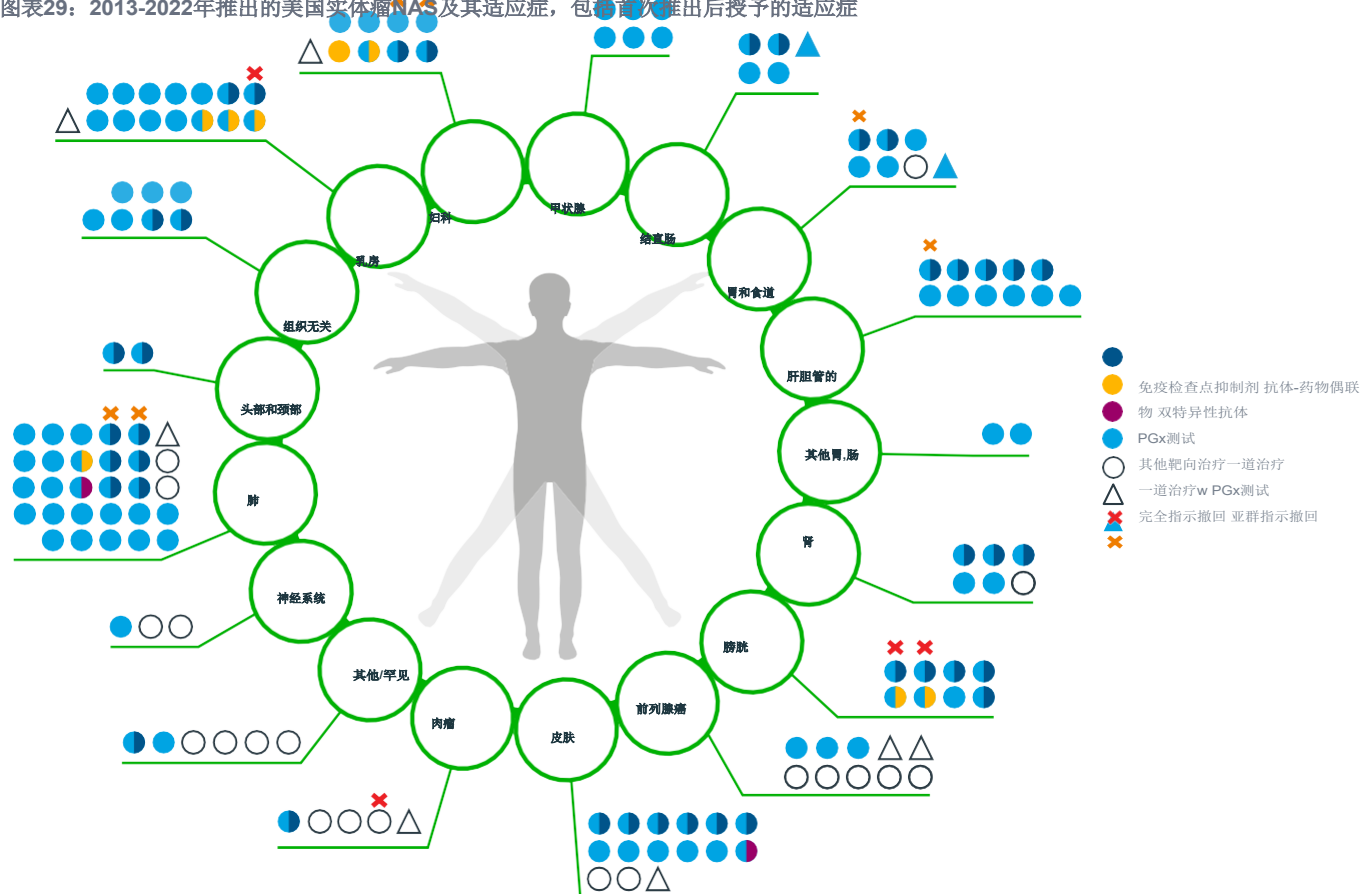 图表29：2013-2022年推出的美国实体瘤NAS及其适应症，包括首次推出后授予的适应症
妇科
甲状腺
结直肠
乳房
胃和食道
组织无关
肝胆管的
头部和颈部
其他胃,肠
肺
肾
神经系统
膀胱
其他/罕见
前列腺癌
肉瘤
皮肤
免疫检查点抑制剂 抗体-药物偶联
物 双特异性抗体
PGx测试
其他靶向治疗一道治疗
一道治疗w PGx测试
完全指示撤回 亚群指示撤回